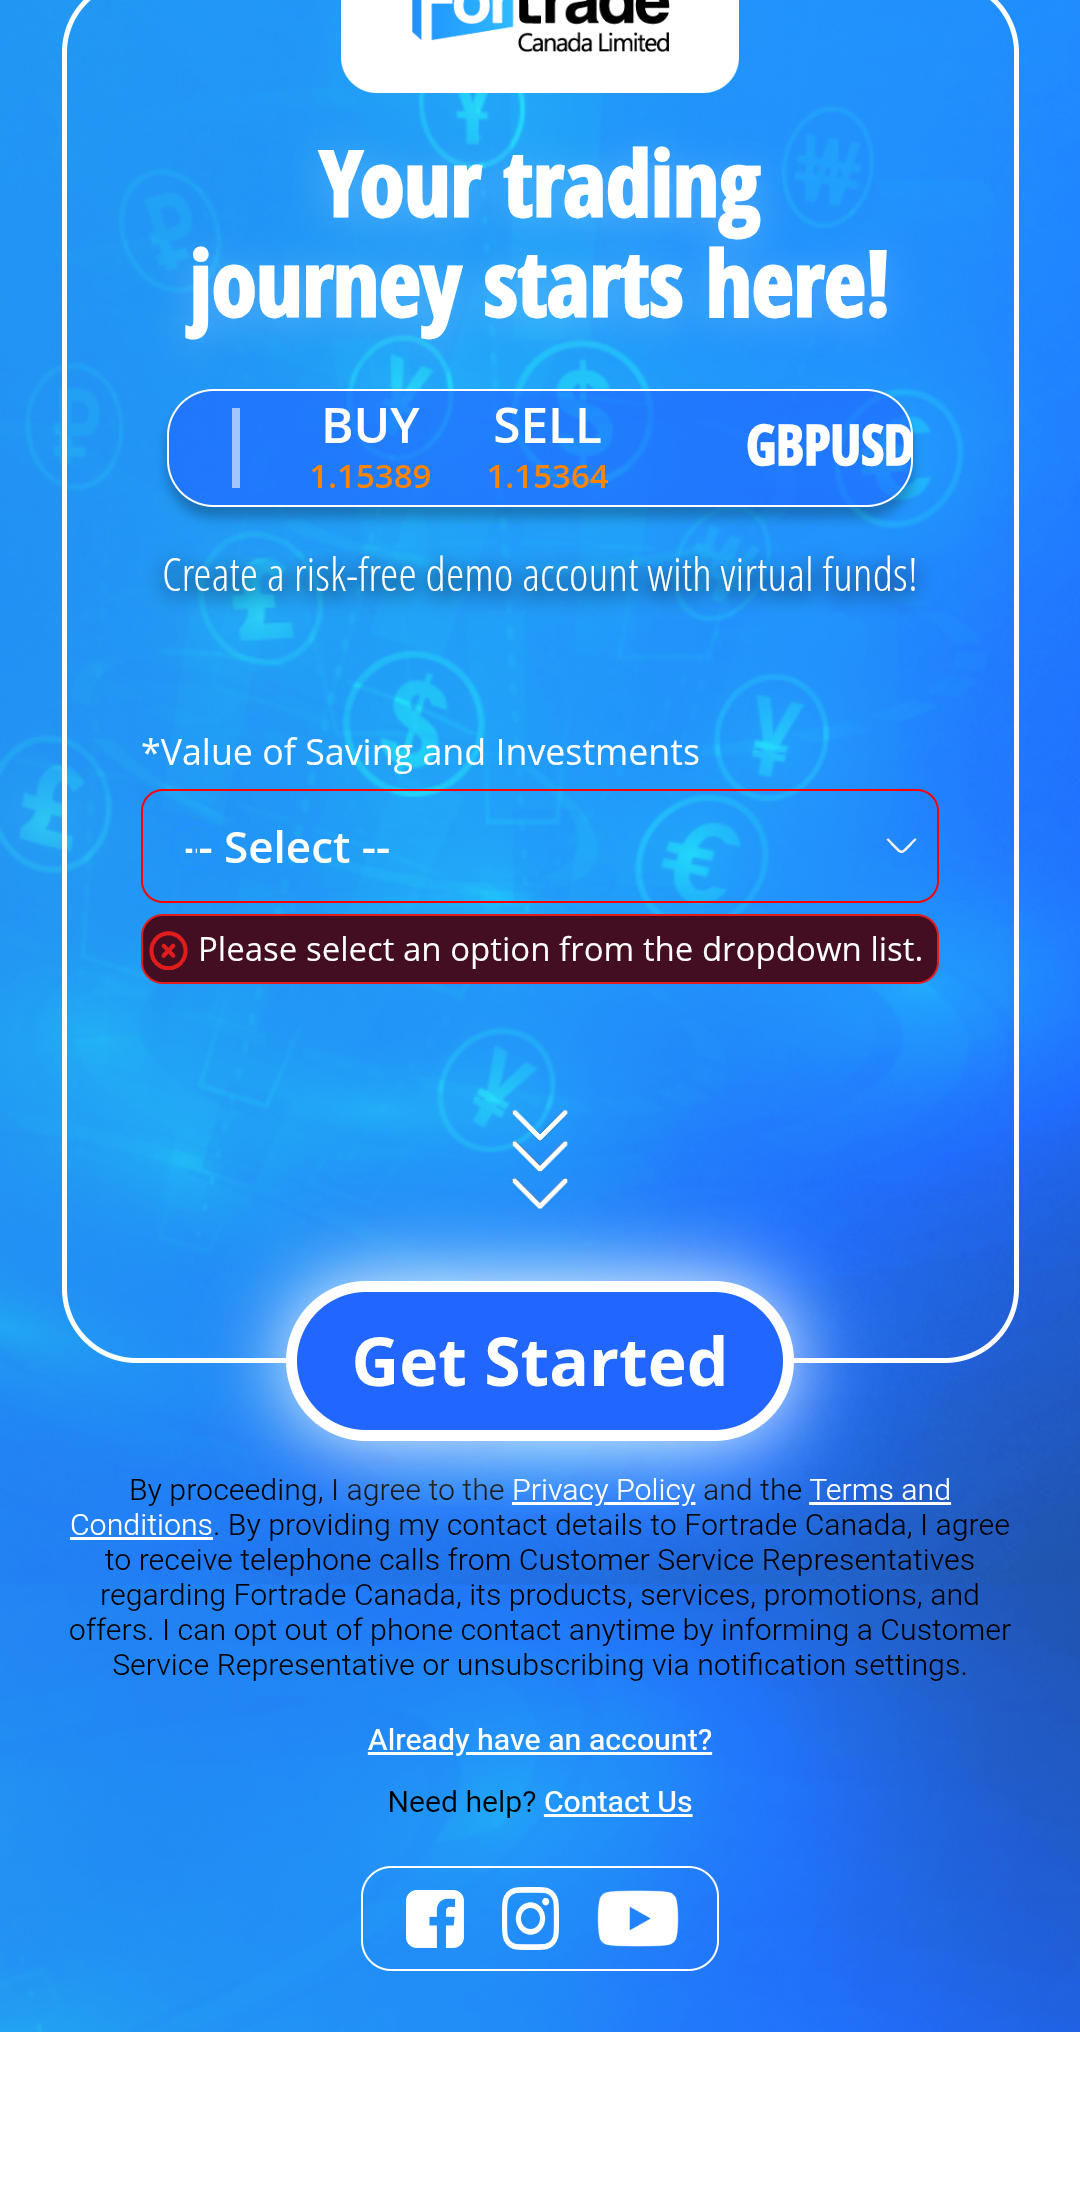 Fortrade
Canada Limited
Your trading
journey starts here!
BUY SELL GBPUSD
1.15389 1.15364
Create a risk-free demo account with virtual funds!
*Value of Saving and Investments
-- Select --
Please select an option from the dropdown list.
Get Started
By proceeding, I agree to the Privacy Policy and the Terms and
Conditions. By providing my contact details to Fortrade Canada, I agree
to receive telephone calls from Customer Service Representatives
regarding Fortrade Canada, its products, services, promotions, and
offers. I can opt out of phone contact anytime by informing a Customer
Service Representative or unsubscribing via notification settings.
Already have an account?
Need help? Contact Us